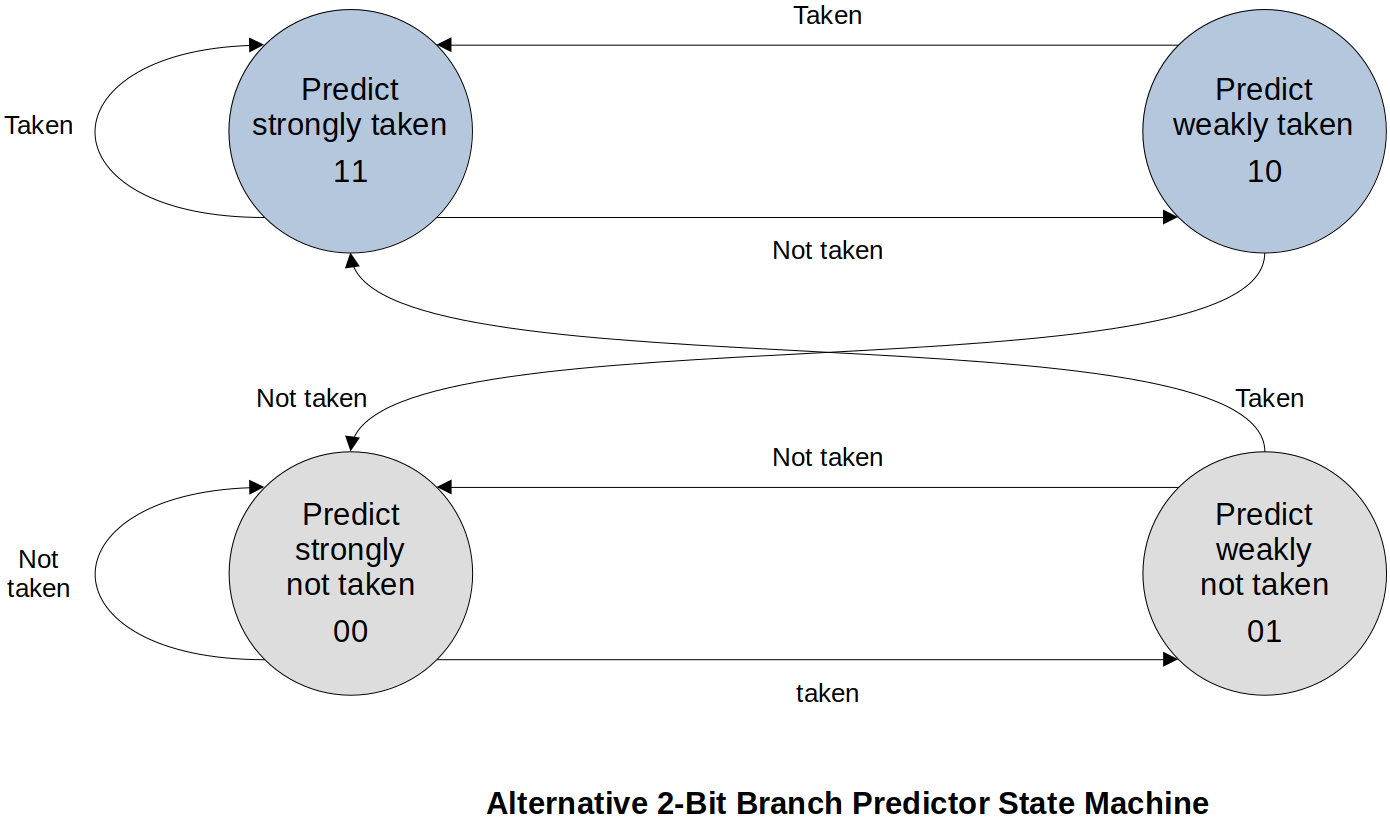 Taken
Taken
Predict
strongly taken
11
Predict
weakly taken
10
Not taken
Not taken
Taken
Not taken
Not
taken
Predict
strongly
not taken
00
Predict
weakly
not taken
01
taken
Alternative 2-Bit Branch Predictor State Machine